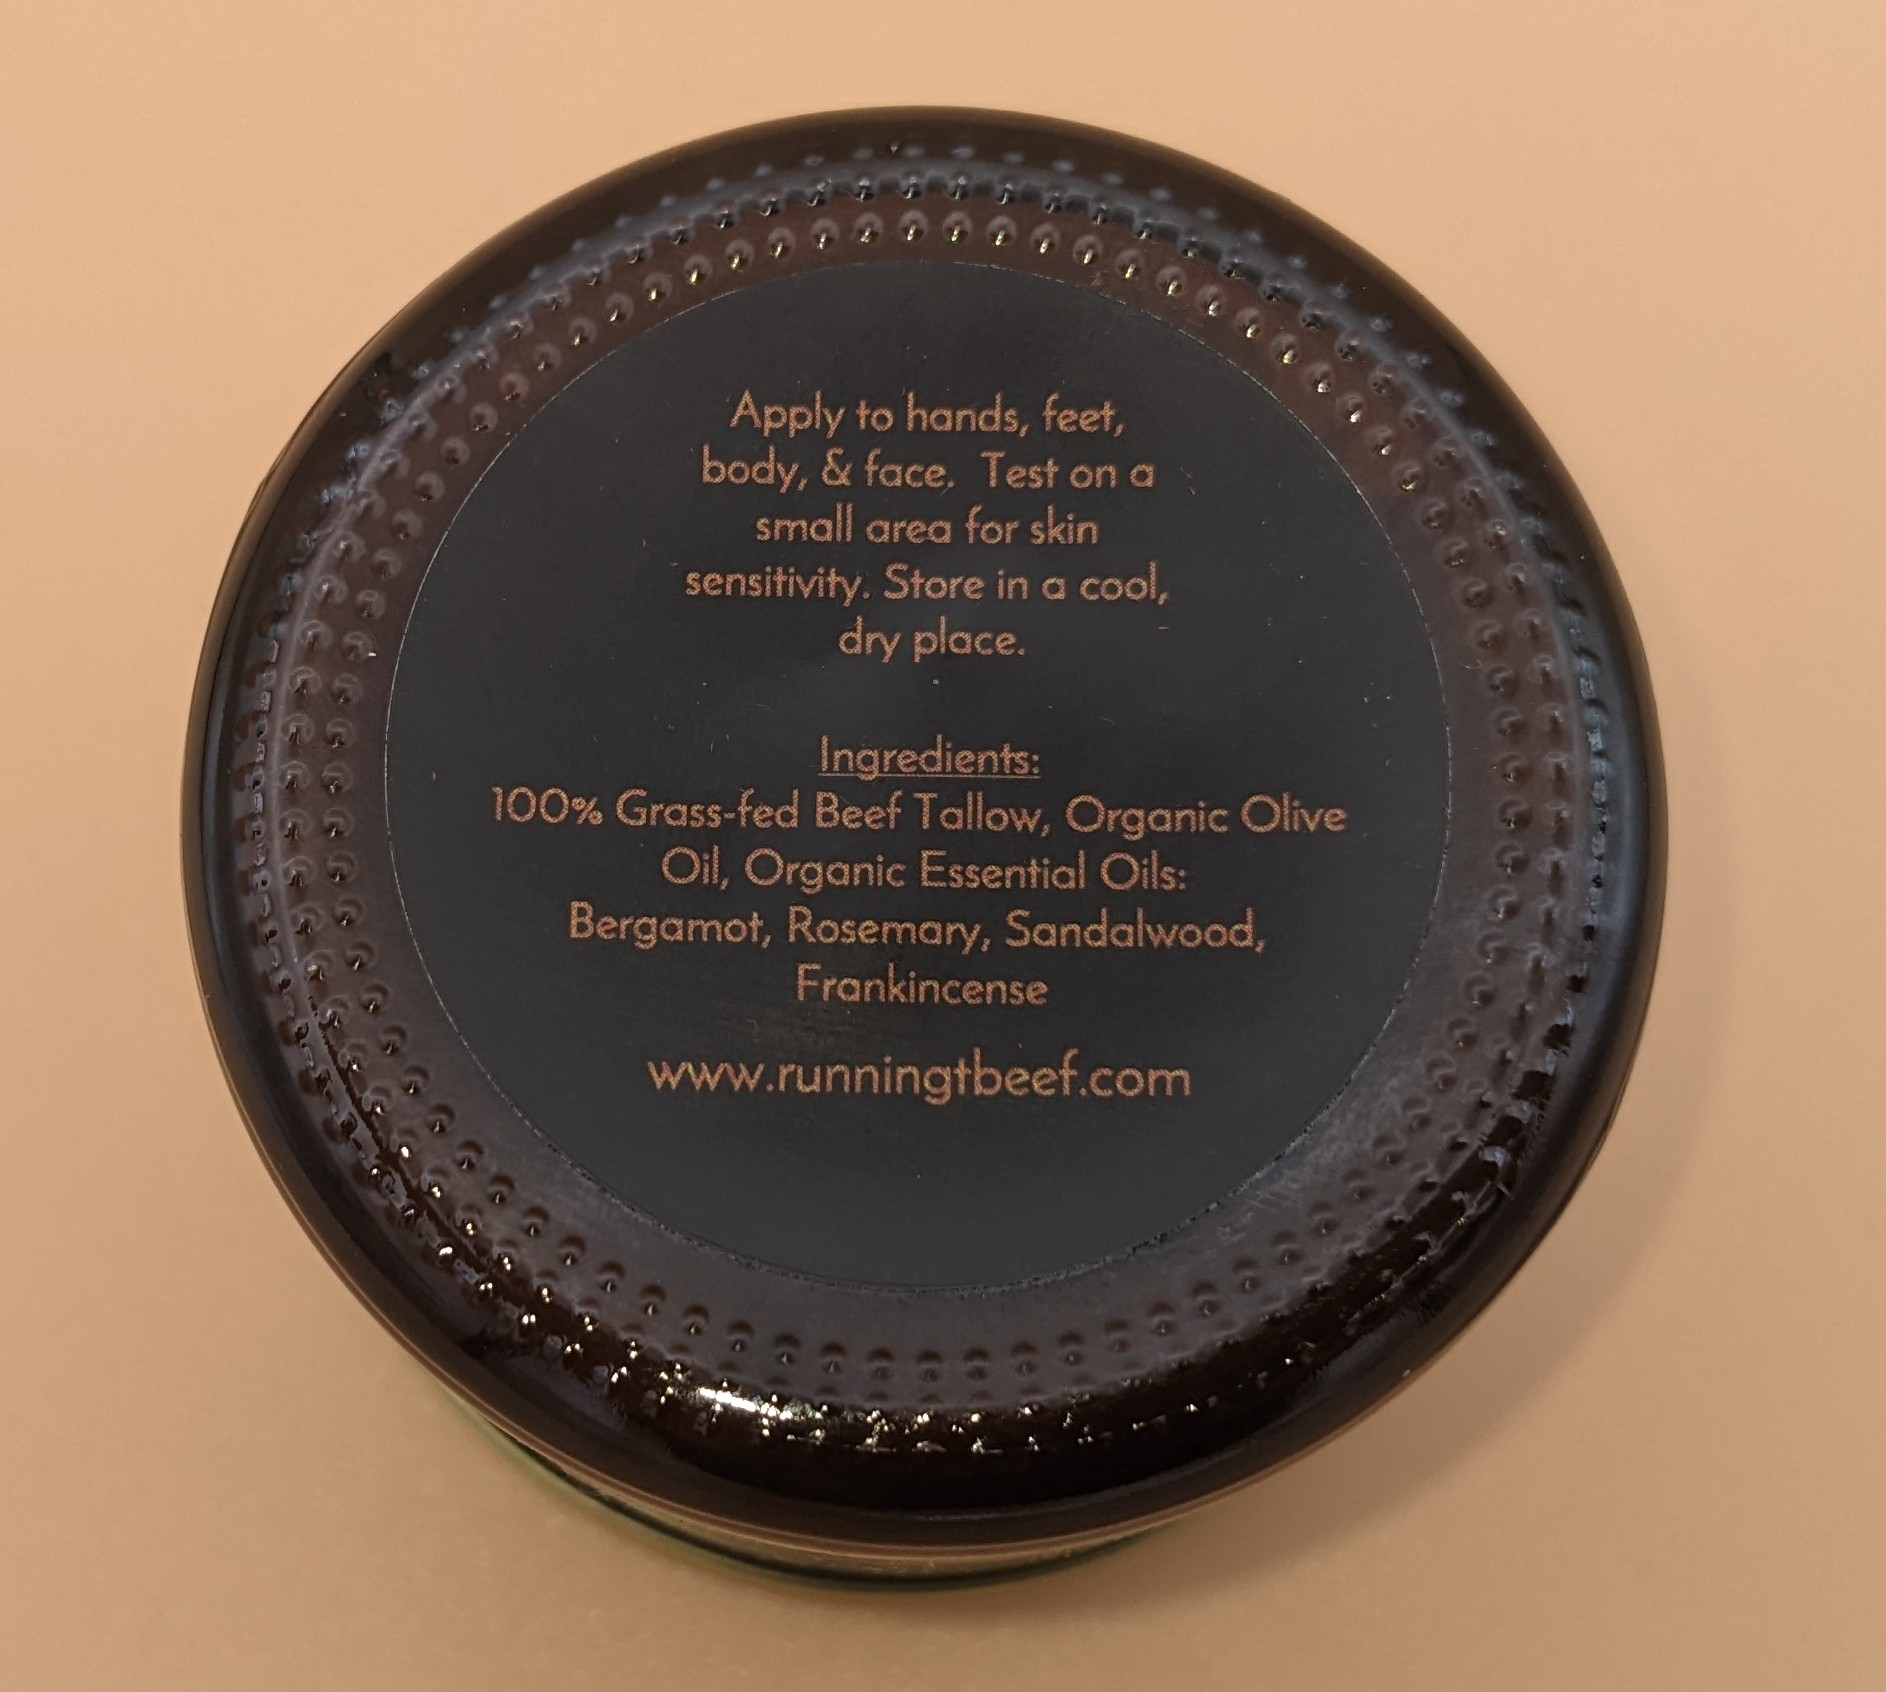 Apply to hands, feet,
body, & face. Test on a
small area for skin
sensitivity. Store in a cool,
dry place.
Ingredients:
100% Grass-fed Beef Tallow, Organic Olive
Oil, Organic Essential Oils:
Bergamot, Rosemary, Sandalwood,
Frankincense
www.runningtbeef.com